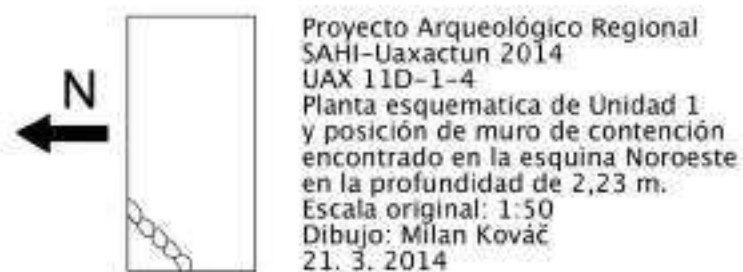 N
Proyecto Arqueológico Regional
SAHI-Uaxactun 2014
UAX 11D-1-4
Planta esquematica de Unidad 1
y posición de muro de contención
encontrado en la esquina Noroeste
en la profundidad de 2,23 m.
Escala original: 1:50
Dibujo: Milan Kováč
21. 3. 2014